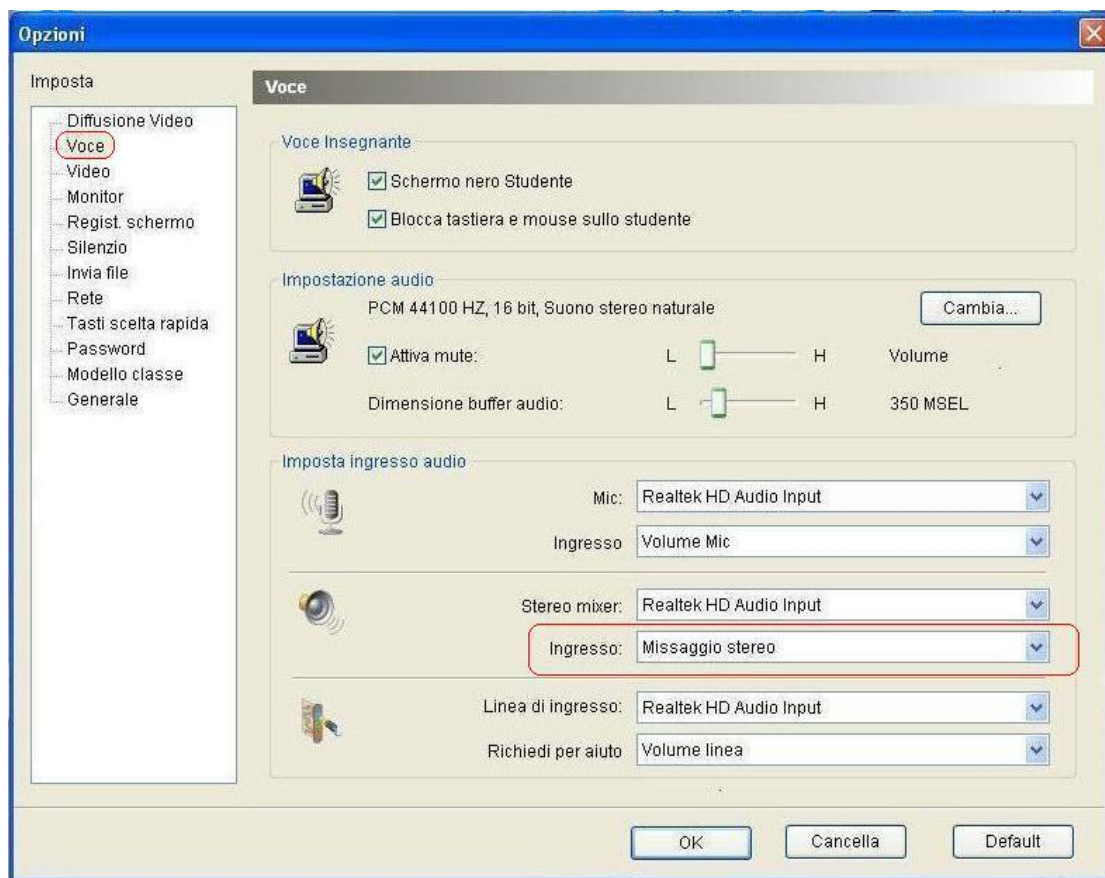 Opzioni
Imposta
Diffusione Video
Voce
Video
Monitor
Regist. schermo
Silenzio
Invia file
Rete
Tasti scelta rapida
Password
Modello classe
Generale
Voce
Voce Insegnante
Schermo nero Studente
Blocca tastiera e mouse sullo studente
Impostazione audio
PCM 44100 HZ, 16 bit, Suono stereo naturale
Cambia...
Attiva mute: L H Volume
Dimensione buffer audio: L H 350 MSEL
Imposta ingresso audio
Mic: Realtek HD Audio Input
Ingresso Volume Mic
Stereo mixer: Realtek HD Audio Input
Ingresso: Missaggio stereo
Linea di ingresso: Realtek HD Audio Input
Richiedi per aiuto Volume linea
OK Cancella Default